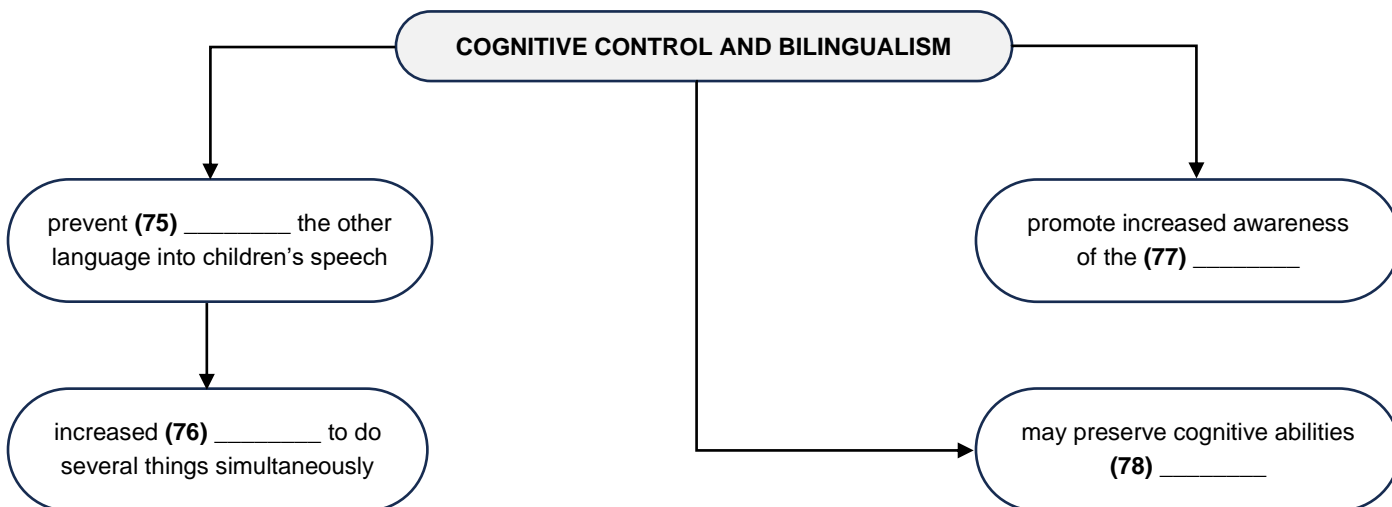 COGNITIVE CONTROL AND BILINGUALISM
prevent (75) ________ the other
language into children’s speech
increased (76) ________ to do
several things simultaneously
promote increased awareness
of the (77) ________
may preserve cognitive abilities
(78) ________